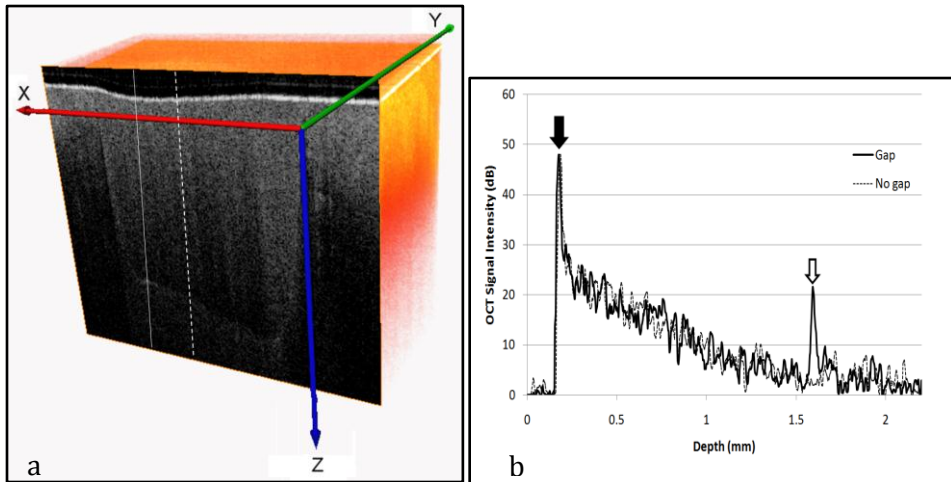 Y
X
Z
a
60
50
40
30
20
10
0
OCT Signal Intensity (dB)
Gap
No gap
0 0.5 1 1.5 2
Depth (mm)
b